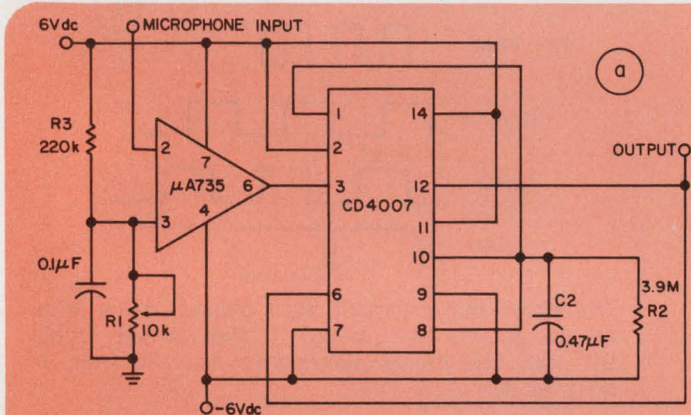 6Vdc
MICROPHONE INPUT
a
R3
220k
2
7
μA735
6
3
4
0.1μF
R1
10k
-6Vdc
1
2
3
6
7
CD4007
14
12
11
10
9
8
OUTPUT
C2
0.47μF
3.9M
R2